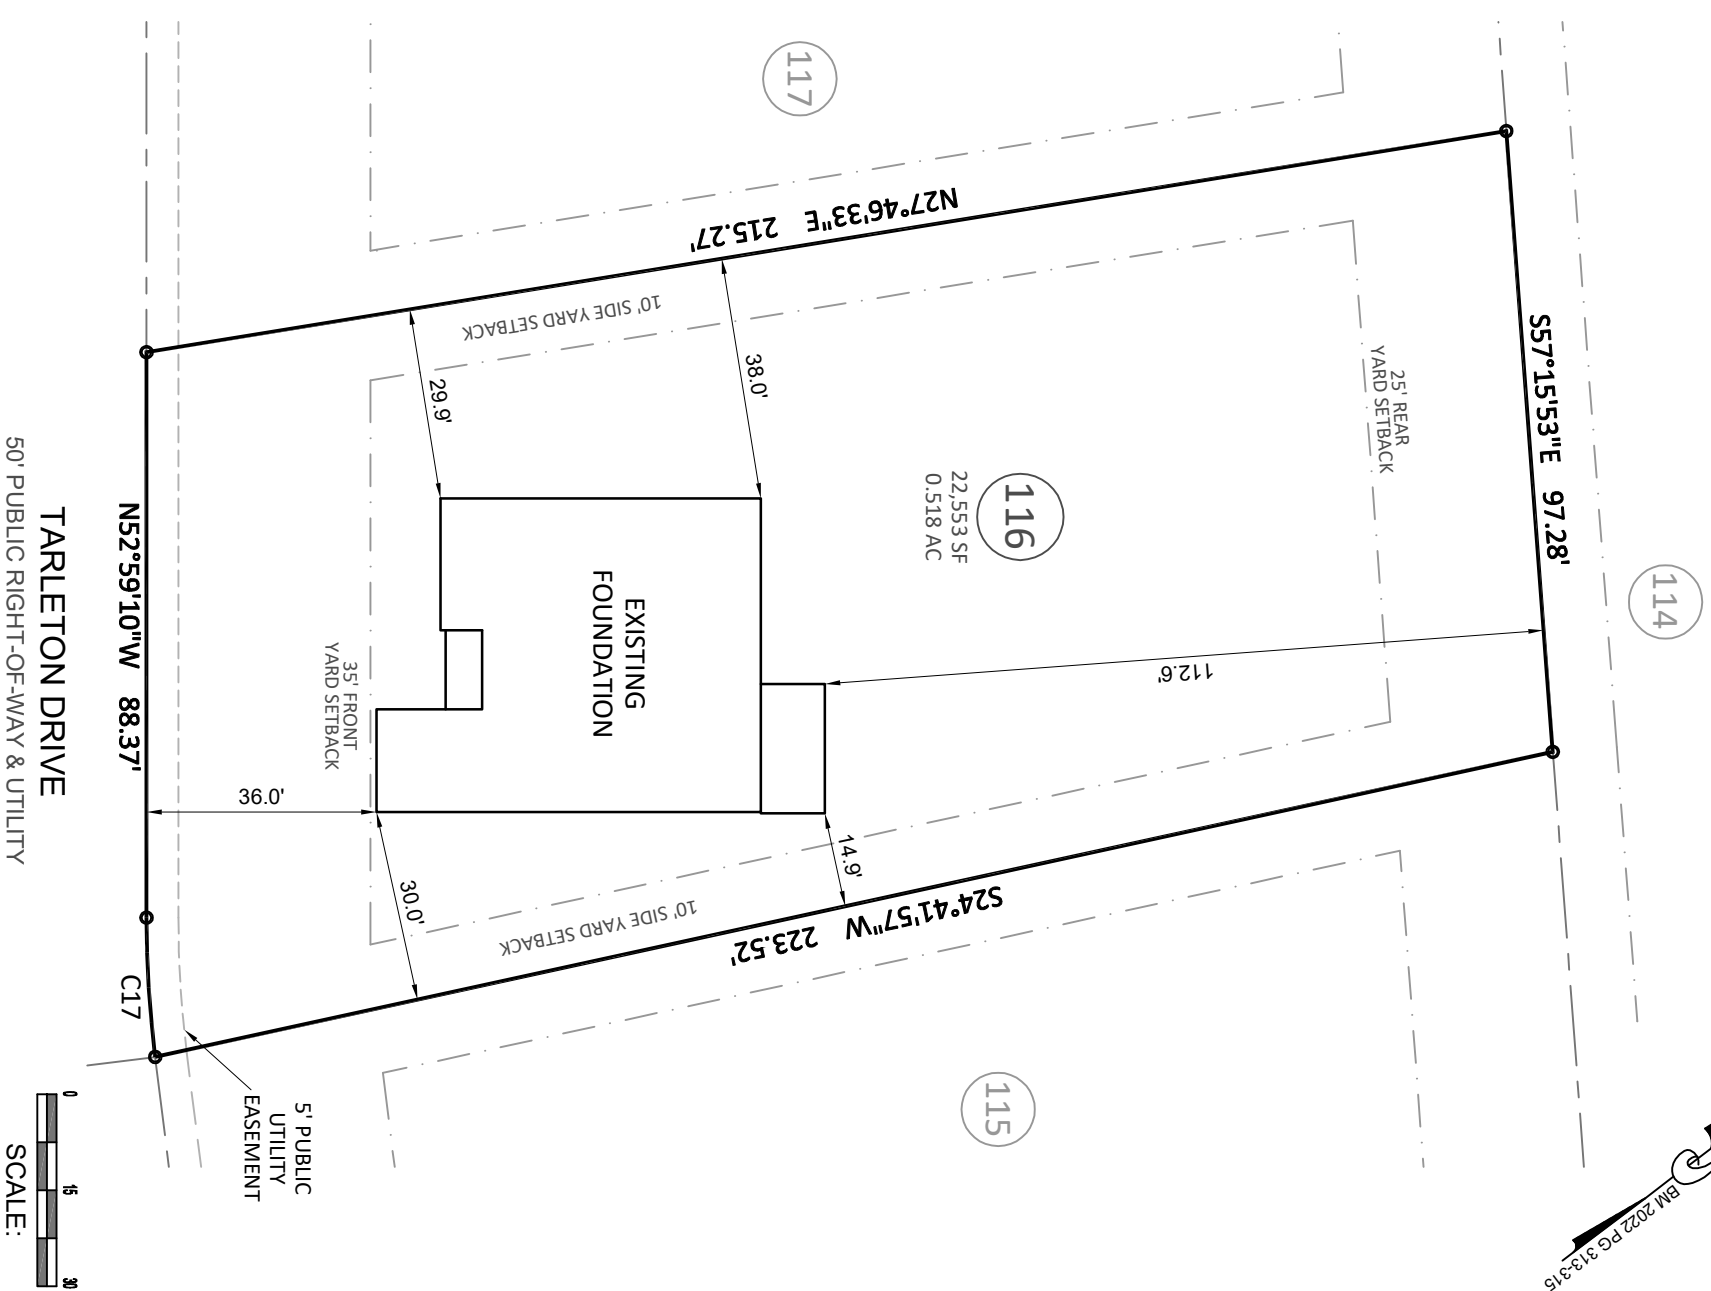 117
N27°46'33"E 215.27'
10' SIDE YARD SETBACK
S57°15'53"E 97.28'
25' REAR
YARD SETBACK
114
38.0'
29.9'
116
22,553 SF
0.518 AC
112.6'
EXISTING
FOUNDATION
35' FRONT
YARD SETBACK
36.0'
30.0'
14.9'
10' SIDE YARD SETBACK
S24°41'57"W 223.52'
115
N52°59'10"W 88.37'
C17
TARLETON DRIVE
50' PUBLIC RIGHT-OF-WAY & UTILITY
5' PUBLIC
UTILITY
EASEMENT
0 15 30
SCALE:
BM 2022 PG 313-315